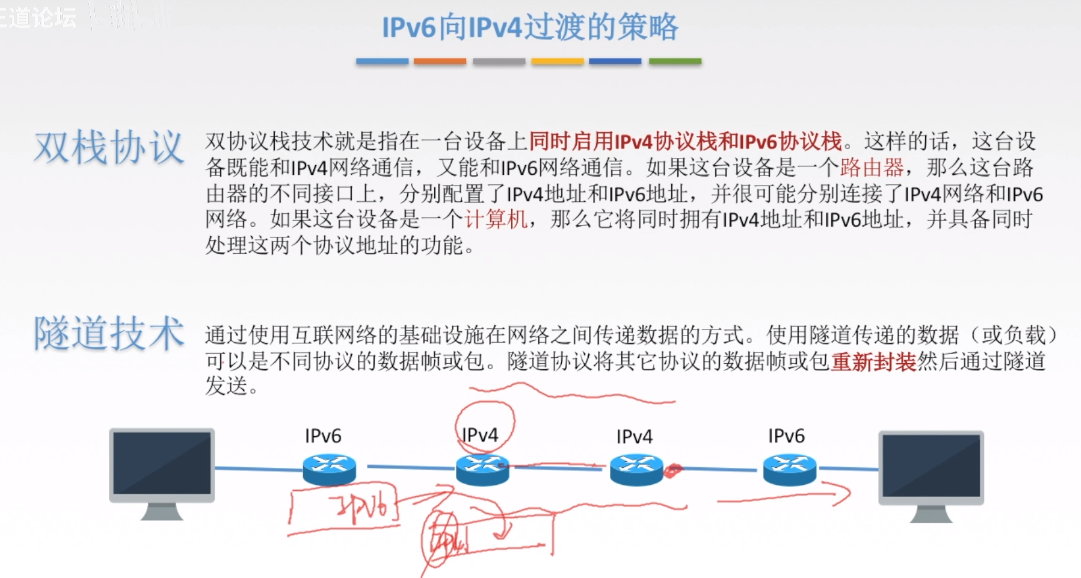 王道论坛
IPv6向IPv4过渡的策略
双栈协议
双协议栈技术就是指在一台设备上同时启用IPv4协议栈和IPv6协议栈。这样的话，这台设
备既能和IPv4网络通信，又能和IPv6网络通信。如果这台设备是一个路由器，那么这台路
由器的不同接口上，分别配置了IPv4地址和IPv6地址，并很可能分别连接了IPv4网络和IPv6
网络。如果这台设备是一个计算机，那么它将同时拥有IPv4地址和IPv6地址，并具备同时
处理这两个协议地址的功能。
隧道技术
通过使用互联网络的基础设施在网络之间传递数据的方式。使用隧道传递的数据（或负载）
可以是不同协议的数据帧或包。隧道协议将其它协议的数据帧或包重新封装然后通过隧道
发送。
IPv6 IPv4 IPv4 IPv6
IPV6